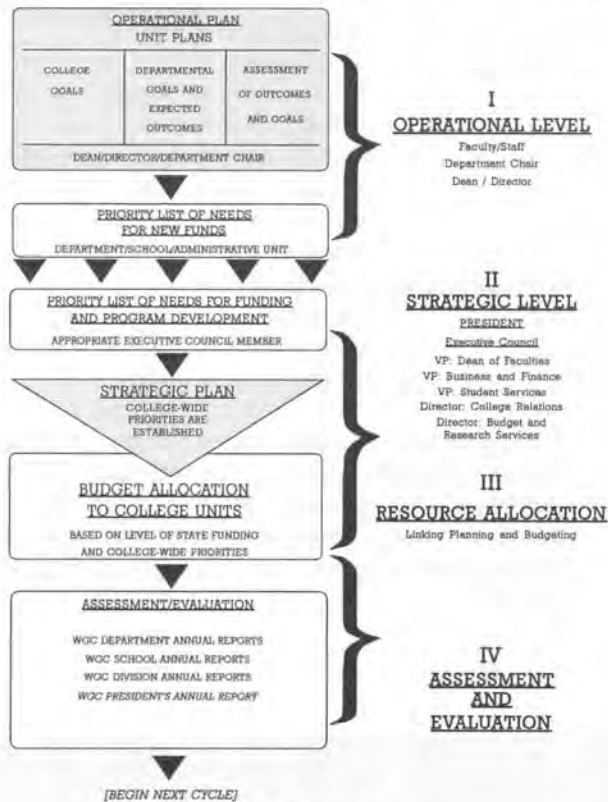 OPERATIONAL PLAN
UNIT PLANS
COLLEGE
GOALS
DEPARTMENTAL
GOALS AND
EXPECTED
OUTCOMES
ASSESSMENT
OF OUTCOMES
AND GOALS
DEAN/DIRECTOR/DEPARTMENT CHAIR
I
OPERATIONAL LEVEL
Faculty/Staff
Department Chair
Dean / Director
PRIORITY LIST OF NEEDS
FOR NEW FUNDS
DEPARTMENT/SCHOOL/ADMINISTRATIVE UNIT
PRIORITY LIST OF NEEDS FOR FUNDING
AND PROGRAM DEVELOPMENT
APPROPRIATE EXECUTIVE COUNCIL MEMBER
II
STRATEGIC LEVEL
PRESIDENT
Executive Council
VP: Dean of Faculties
VP: Business and Finance
VP: Student Services
Director: College Relations
Director: Budget and
Research Services
STRATEGIC PLAN
COLLEGE-WIDE
PRIORITIES ARE
ESTABLISHED
BUDGET ALLOCATION
TO COLLEGE UNITS
BASED ON LEVEL OF STATE FUNDING
AND COLLEGE-WIDE PRIORITIES
III
RESOURCE ALLOCATION
Linking Planning and Budgeting
ASSESSMENT/EVALUATION
WGC DEPARTMENT ANNUAL REPORTS
WGC SCHOOL ANNUAL REPORTS
WGC DIVISION ANNUAL REPORTS
WGC PRESIDENT'S ANNUAL REPORT
IV
ASSESSMENT
AND
EVALUATION
[BEGIN NEXT CYCLE]